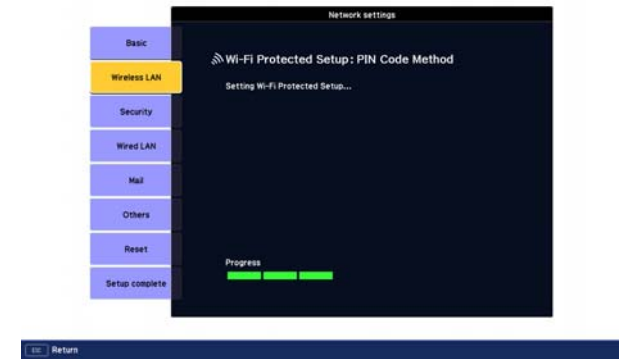 Network settings
Basic
Wireless LAN
Security
Wired LAN
Mail
Others
Reset
Setup complete
Wi-Fi Protected Setup: PIN Code Method
Setting Wi-Fi Protected Setup...
Progress
Esc Return